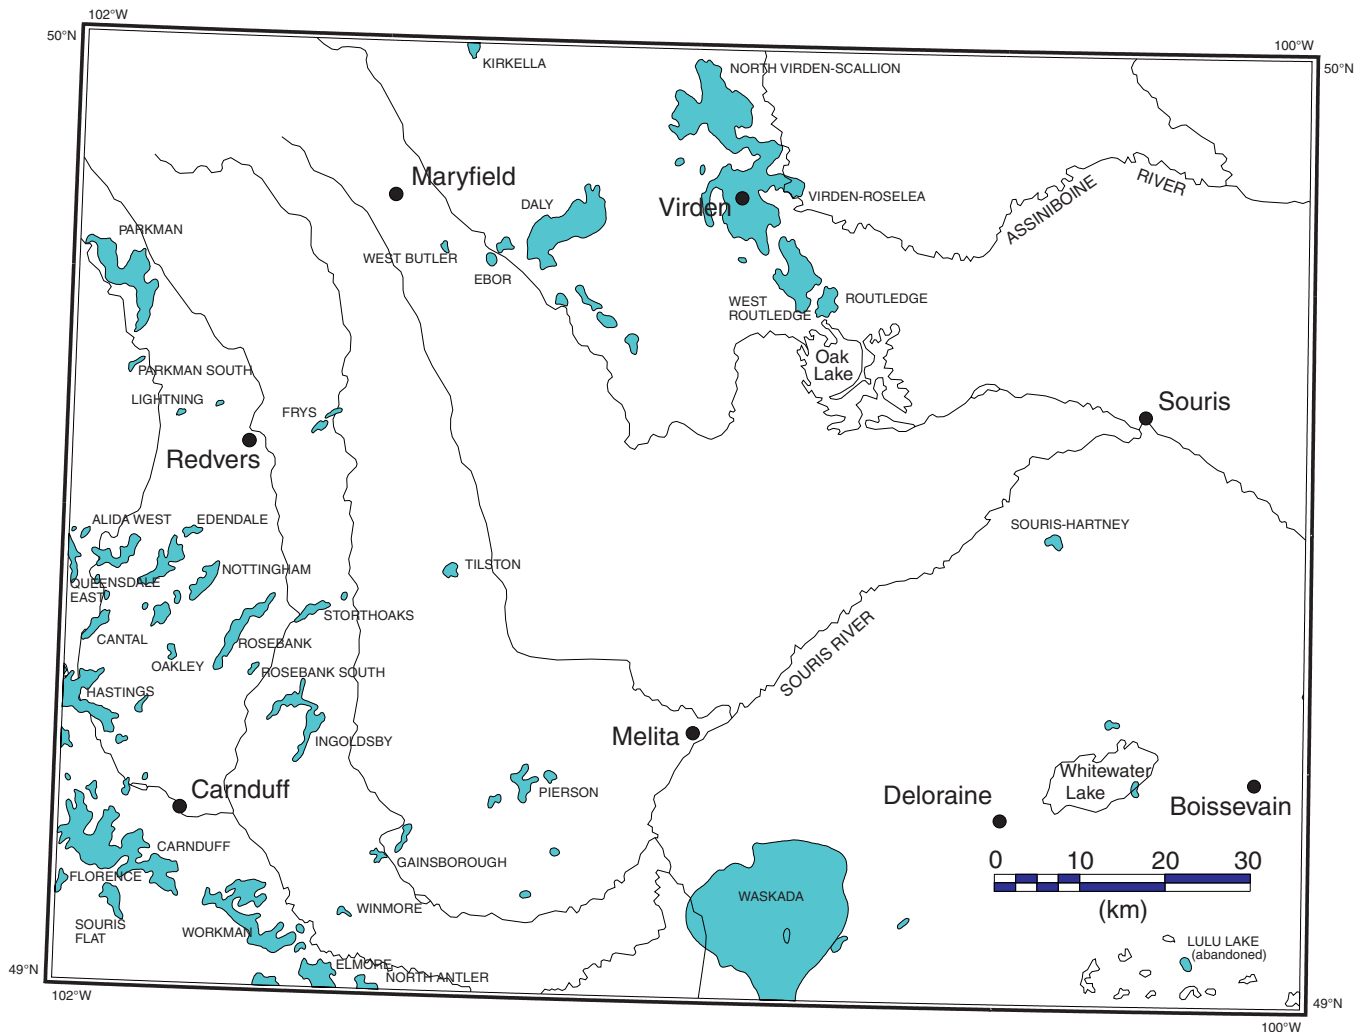 102°W
50°N
100°W
50°N
KIRKELLA
NORTH VIRDEN-SCALLION
Maryfield
DALY
Virden
VIRDEN-ROSELEA
ASSINIBOINE
RIVER
PARKMAN
WEST BUTLER
EBOR
WEST
ROUTLEDGE
ROUTLEDGE
Oak
Lake
PARKMAN SOUTH
LIGHTNING
FRYS
Souris
Redvers
ALIDA WEST
EDENDALE
SOURIS-HARTNEY
QUEENSDALE
EAST
NOTTINGHAM
TILSTON
STORTHOAKS
CANTAL
ROSEBANK
OAKLEY
ROSEBANK SOUTH
SOURIS RIVER
HASTINGS
INGOLDSBY
Melita
Carnduff
PIERSON
Whitewater
Lake
Deloraine
Boissevain
CARNDUFF
GAINSBOROUGH
FLORENCE
0 10 20 30
(km)
WASKADA
SOURIS
FLAT
WORKMAN
WINMORE
ELMORE
NORTH ANTLER
LULU LAKE
(abandoned)
49°N
102°W
49°N
100°W